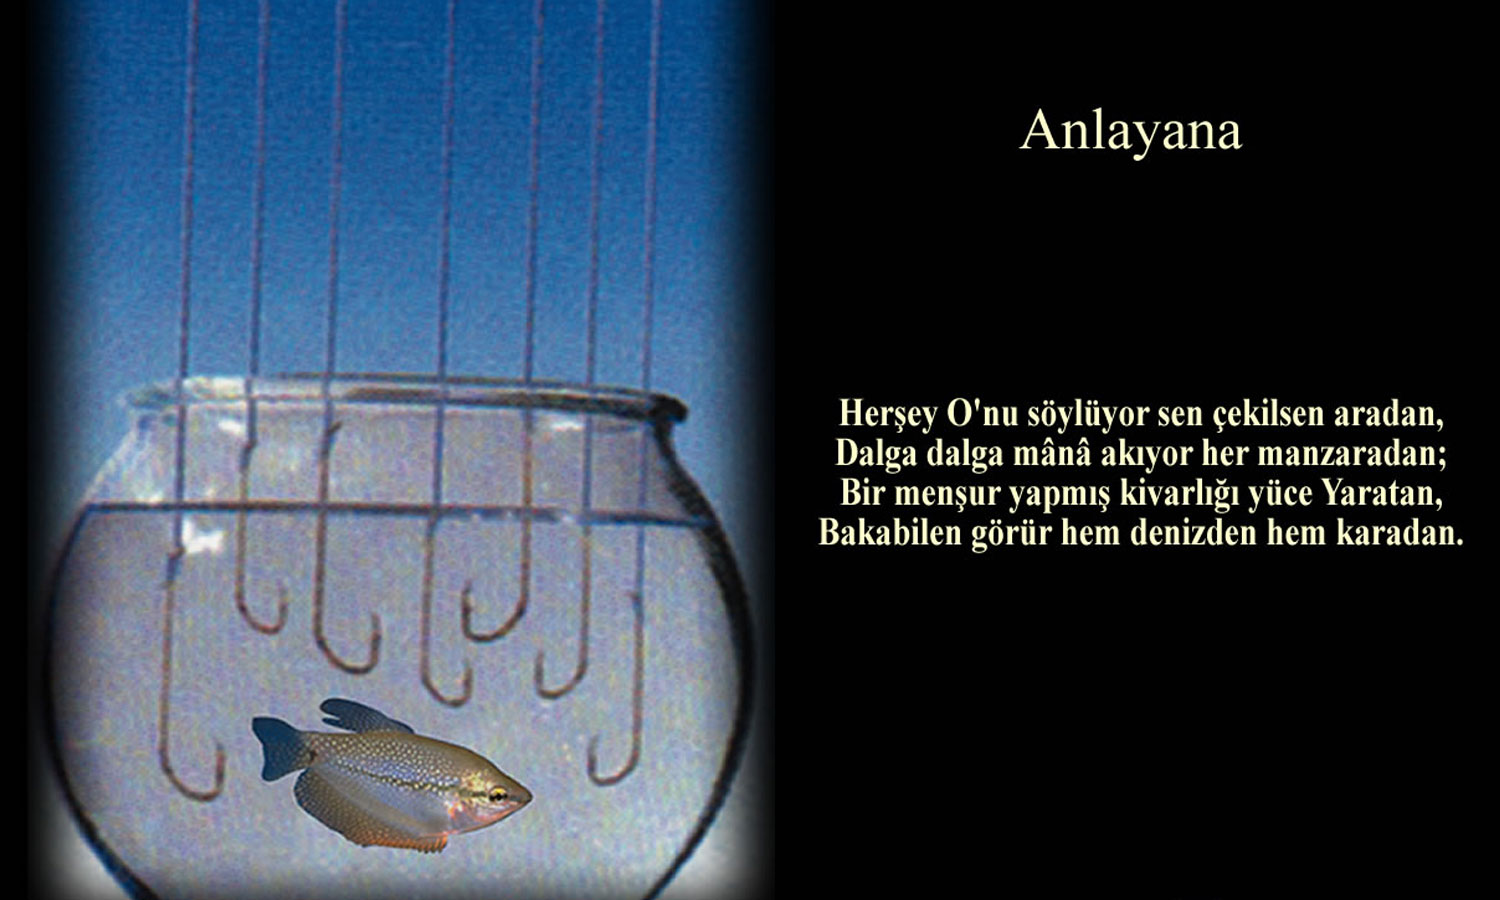 Anlayana
Herşey O'nu söylüyor sen çekilsen aradan,
Dalga dalga mânâ akıyor her manzaradan;
Bir menşur yapmış kivarlığı yüce Yaratan,
Bakabilen görür hem denizden hem karadan.